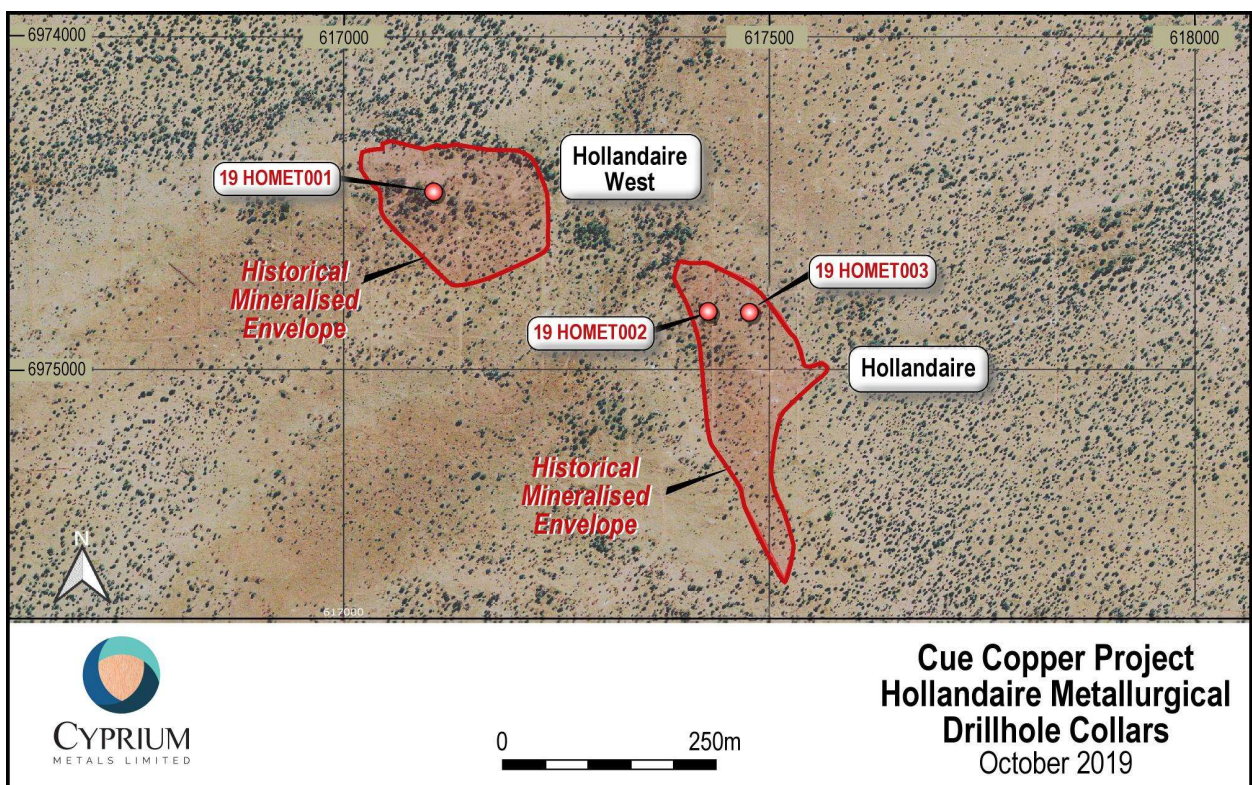 6974000
617000
617500
618000
Hollandaire
West
19 HOMET001
Historical
Mineralised
Envelope
19 HOMET003
19 HOMET002
6975000
Hollandaire
Historical
Mineralised
Envelope
N
617000
CYPRIUM
METALS LIMITED
0
250m
Cue Copper Project
Hollandaire Metallurgical
Drillhole Collars
October 2019